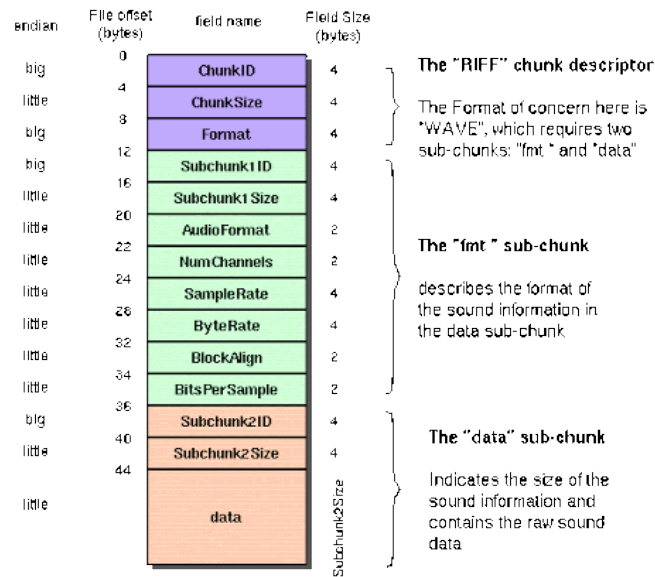 endian
File offset
(bytes)
field name
Field Size
(bytes)
0
big
ChunkID
4
4
little
ChunkSize
4
8
big
Format
4
12
big
Subchunk1ID
4
16
little
Subchunk1Size
4
20
little
AudioFormat
2
22
little
NumChannels
2
24
little
SampleRate
4
28
little
ByteRate
4
32
little
BlockAlign
2
34
little
BitsPerSample
2
36
big
Subchunk2ID
4
40
little
Subchunk2Size
4
44
little
data
Subchunk2Size
The "RIFF" chunk descriptor
The Format of concern here is
"WAVE", which requires two
sub-chunks: "fmt " and "data"
The "fmt " sub-chunk
describes the format of
the sound information in
the data sub-chunk
The "data" sub-chunk
Indicates the size of the
sound information and
contains the raw sound
data